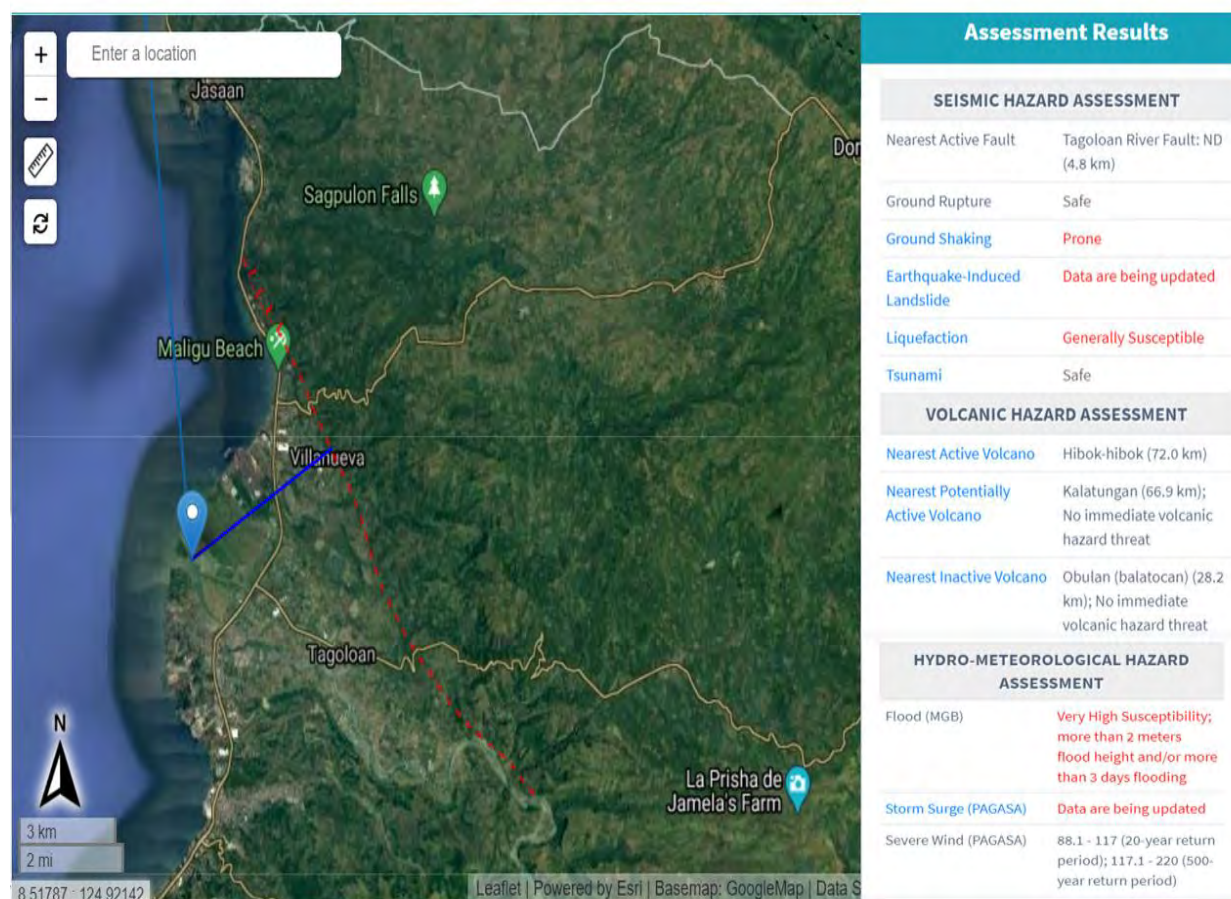 +
Enter a location
−
Jasaan
Sagpulon Falls
Maligu Beach
Villanueva
Tagoloan
La Prisha de
Jamela's Farm
N
3 km
2 mi
8.51787 : 124.92142
Leaflet | Powered by Esri | Basemap: GoogleMap | Data
Assessment Results
SEISMIC HAZARD ASSESSMENT
Nearest Active Fault Tagoloan River Fault: ND
(4.8 km)
Ground Rupture Safe
Ground Shaking Prone
Earthquake-Induced Data are being updated
Landslide
Liquefaction Generally Susceptible
Tsunami Safe
VOLCANIC HAZARD ASSESSMENT
Nearest Active Volcano Hibok-hibok (72.0 km)
Nearest Potentially Kalatungan (66.9 km);
Active Volcano No immediate volcanic
hazard threat
Nearest Inactive Volcano Obulan (balatocan) (28.2
km); No immediate
volcanic hazard threat
HYDRO-METEOROLOGICAL HAZARD
ASSESSMENT
Flood (MGB) Very High Susceptibility;
more than 2 meters
flood height and/or more
than 3 days flooding
Storm Surge (PAGASA) Data are being updated
Severe Wind (PAGASA) 88.1 - 117 (20-year return
period); 117.1 - 220 (500-
year return period)